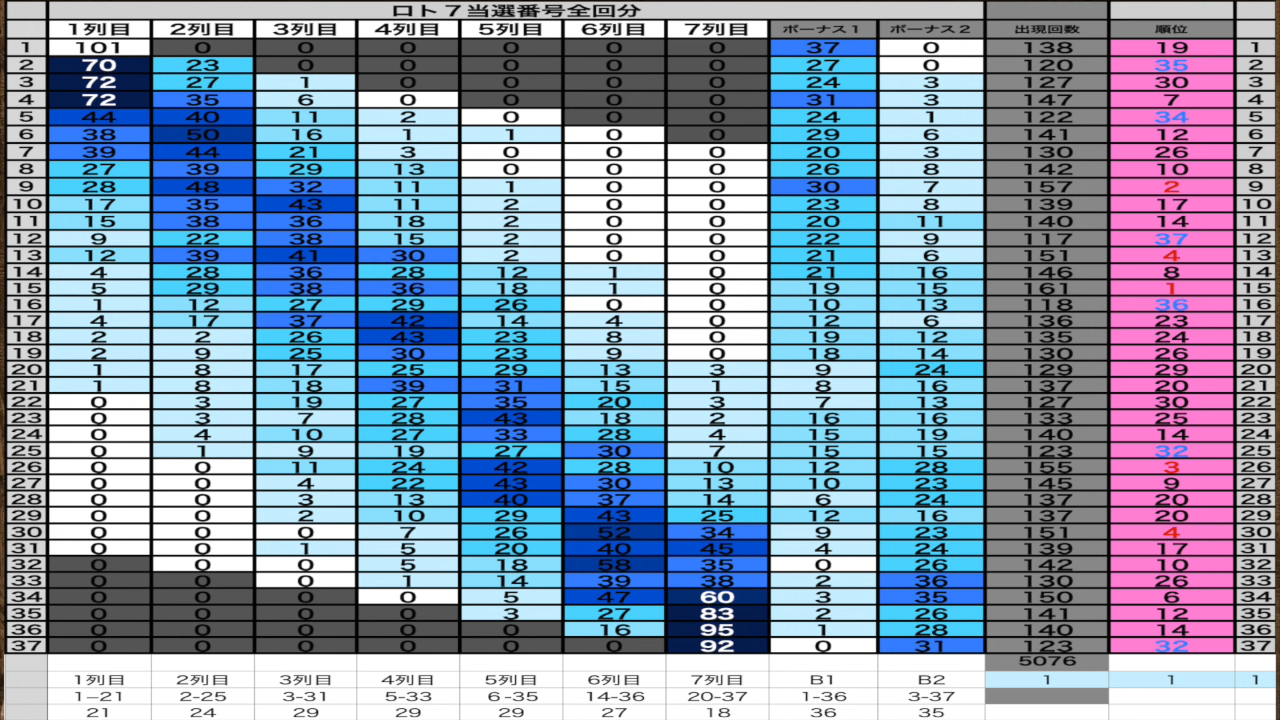 ロト７当選番号全回分
1列目 2列目 3列目 4列目 5列目 6列目 7列目 ボーナス１ ボーナス２ 出現回数 順位
1 101 0 0 0 0 0 0 37 0 138 19 1
2 70 23 0 0 0 0 0 27 0 120 35 2
3 72 27 1 0 0 0 0 24 3 127 30 3
4 72 35 6 0 0 0 0 31 3 147 7 4
5 44 40 11 2 0 0 0 24 1 122 34 5
6 38 50 16 1 1 0 0 29 6 141 12 6
7 39 44 21 3 0 0 0 20 3 130 26 7
8 27 39 29 13 0 0 0 26 8 142 10 8
9 28 48 32 11 1 0 0 30 7 157 2 9
10 17 35 43 11 2 0 0 23 8 139 17 10
11 15 38 36 18 2 0 0 20 11 140 14 11
12 9 22 38 15 2 0 0 22 9 117 37 12
13 12 39 41 30 2 0 0 21 6 151 4 13
14 4 28 36 28 12 1 0 21 16 146 8 14
15 5 29 38 36 18 1 0 19 15 161 1 15
16 1 12 27 29 26 0 0 10 13 118 36 16
17 4 17 37 42 14 4 0 12 6 136 23 17
18 2 2 26 43 23 8 0 19 12 135 24 18
19 2 9 25 30 23 9 0 18 14 130 26 19
20 1 8 17 25 29 13 3 9 24 129 29 20
21 1 8 18 39 31 15 1 8 16 137 20 21
22 0 3 19 27 35 20 3 7 13 127 30 22
23 0 3 7 28 43 18 2 16 16 133 25 23
24 0 4 10 27 33 28 4 15 19 140 14 24
25 0 1 9 19 27 30 7 15 15 123 32 25
26 0 0 11 24 42 28 10 12 28 155 3 26
27 0 0 4 22 43 30 13 10 23 145 9 27
28 0 0 3 13 40 37 14 6 24 137 20 28
29 0 0 2 10 29 43 25 12 16 137 20 29
30 0 0 0 7 26 52 34 9 23 151 4 30
31 0 0 1 5 20 40 45 4 24 139 17 31
32 0 0 0 5 18 58 35 0 26 142 10 32
33 0 0 0 1 14 39 38 2 36 130 26 33
34 0 0 0 0 5 47 60 3 35 150 6 34
35 0 0 0 0 3 27 83 2 26 141 12 35
36 0 0 0 0 0 16 95 1 28 140 14 36
37 0 0 0 0 0 0 92 0 31 123 32 37
5076
1列目 2列目 3列目 4列目 5列目 6列目 7列目 B1 B2 1 1 1
1–21 2-25 3-31 5-33 6-35 14-36 20-37 1-36 3-37
21 24 29 29 29 27 18 36 35